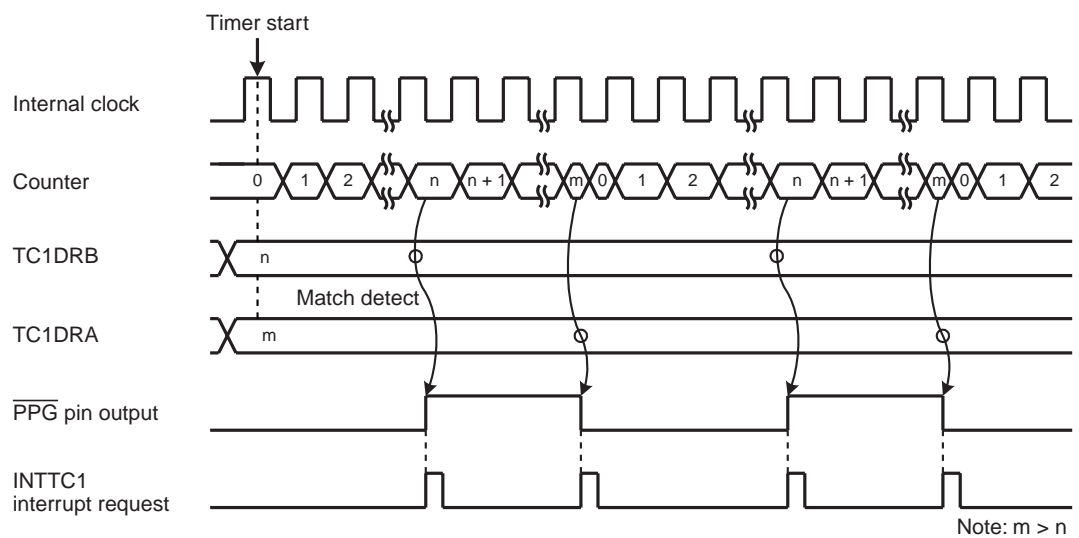 Timer start
Internal clock
Counter
0 1 2 n n + 1 m 0 1 2 n n + 1 m 0 1 2
TC1DRB
n
Match detect
TC1DRA
m
PPG pin output
INTTC1
interrupt request
Note: m > n